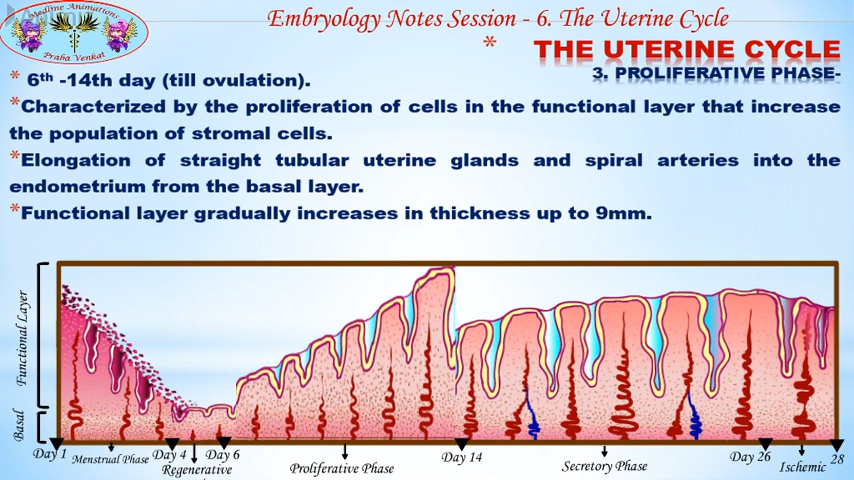 Medline Animations
Praba Venkat
Embryology Notes Session - 6. The Uterine Cycle
* THE UTERINE CYCLE
3. PROLIFERATIVE PHASE-
* 6th -14th day (till ovulation).
*Characterized by the proliferation of cells in the functional layer that increase
the population of stromal cells.
*Elongation of straight tubular uterine glands and spiral arteries into the
endometrium from the basal layer.
*Functional layer gradually increases in thickness up to 9mm.
Functional Layer
Basal
Day 1
Menstrual Phase
Day 4
Regenerative
Day 6
Proliferative Phase
Day 14
Secretory Phase
Day 26
Ischemic
28